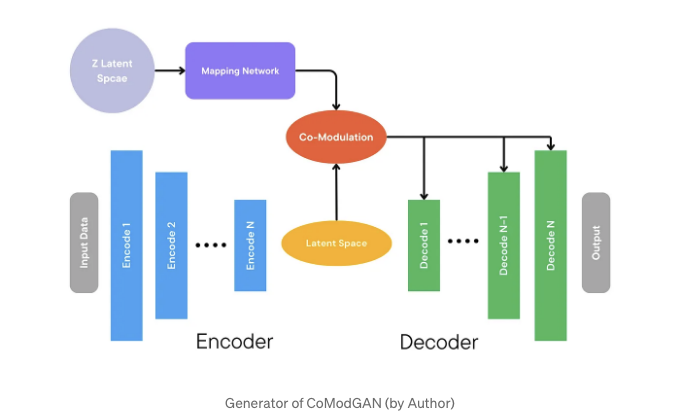 Z Latent
Spcae
Mapping Network
Co-Modulation
Input Data
Encode 1
Encode 2
Encode N
Latent Space
Decode 1
Decode N-1
Decode N
Output
Encoder
Decoder
Generator of CoModGAN (by Author)